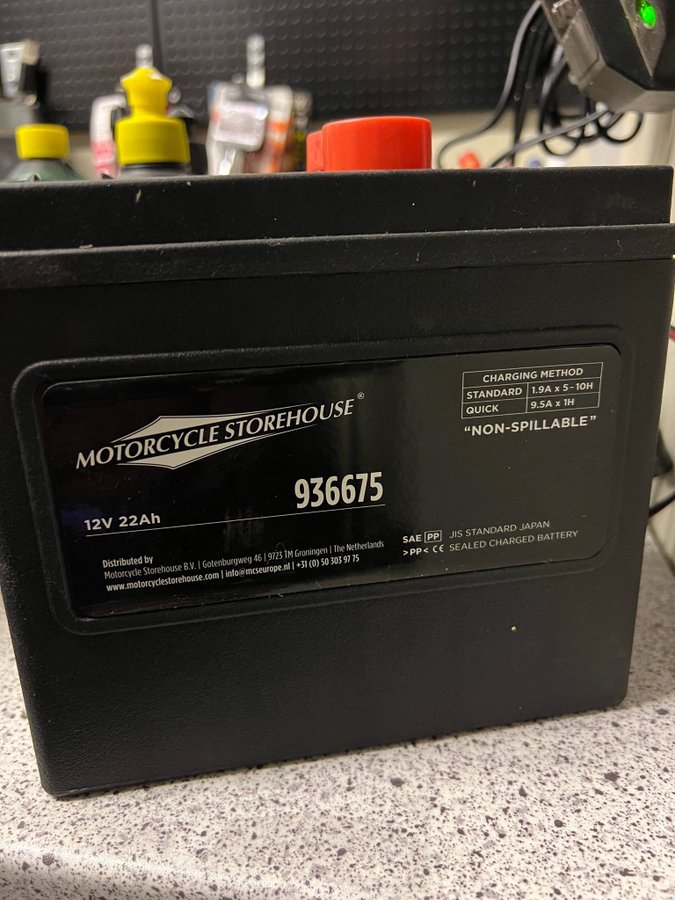 CHARGING METHOD
STANDARD 1.9A x 5 - 10H
QUICK 9.5A x 1H
"NON-SPILLABLE"
MOTORCYCLE STOREHOUSE®
936675
12V 22Ah
Distributed by
Motorcycle Storehouse B.V. | Gotenburgweg 46 | 9723 TM Groningen | The Netherlands
www.motorcyclestorehouse.com | info@mcseurope.nl | +31 (0) 50 303 97 75
SAE PP JIS STANDARD JAPAN
>PP< CE SEALED CHARGED BATTERY